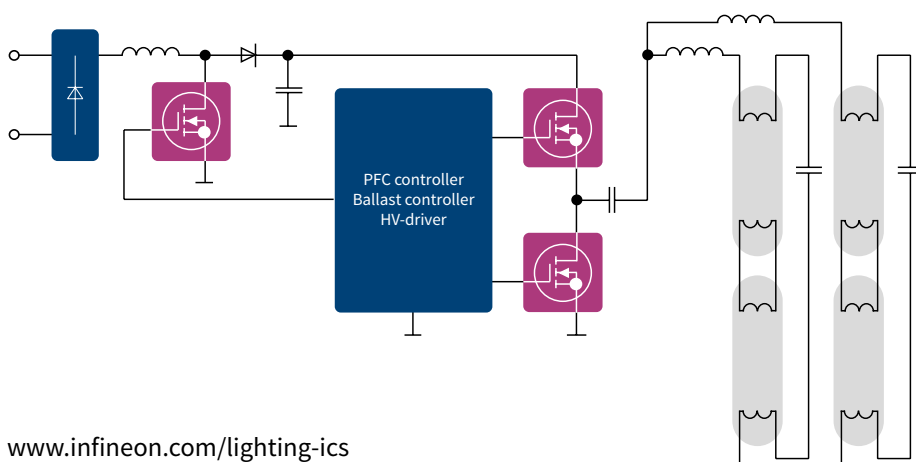 PFC controller
Ballast controller
HV-driver
www.infineon.com/lighting-ics